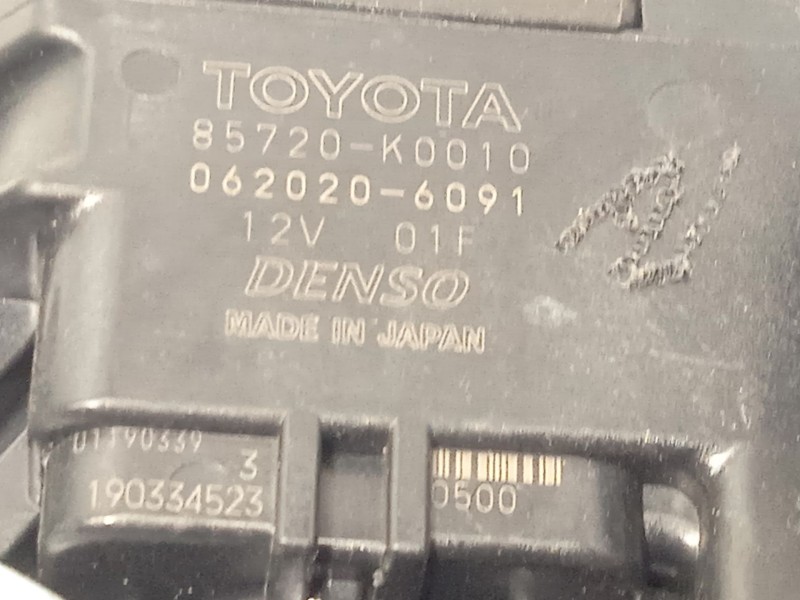 TOYOTA
85720-K0010
062020-6091
12V 01F
DENSO
MADE IN JAPAN
01190339
3
190334523
0500